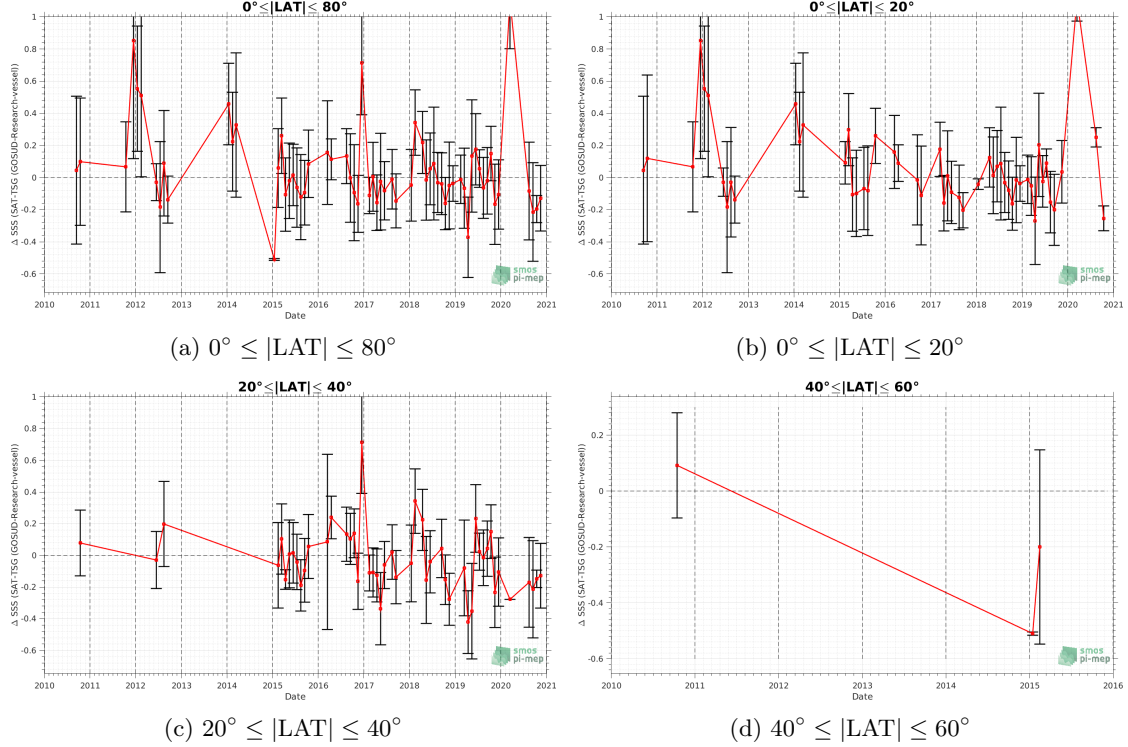 0°≤|LAT|≤ 80°
1
0.8
0.6
0.4
0.2
0
-0.2
-0.4
-0.6
Δ SSS (SAT-TSG (GOSUD-Research-vessel))
2010 2011 2012 2013 2014 2015 2016 2017 2018 2019 2020 2021
Date
smos
pi-mep
(a) 0° ≤ |LAT| ≤ 80°
0°≤|LAT|≤ 20°
1
0.8
0.6
0.4
0.2
0
-0.2
-0.4
-0.6
Δ SSS (SAT-TSG (GOSUD-Research-vessel))
2010 2011 2012 2013 2014 2015 2016 2017 2018 2019 2020 2021
Date
smos
pi-mep
(b) 0° ≤ |LAT| ≤ 20°
20°≤|LAT|≤ 40°
1
0.8
0.6
0.4
0.2
0
-0.2
-0.4
-0.6
Δ SSS (SAT-TSG (GOSUD-Research-vessel))
2010 2011 2012 2013 2014 2015 2016 2017 2018 2019 2020 2021
Date
smos
pi-mep
(c) 20° ≤ |LAT| ≤ 40°
40°≤|LAT|≤ 60°
0.2
0
-0.2
-0.4
-0.6
Δ SSS (SAT-TSG (GOSUD-Research-vessel))
2010 2011 2012 2013 2014 2015 2016
Date
smos
pi-mep
(d) 40° ≤ |LAT| ≤ 60°